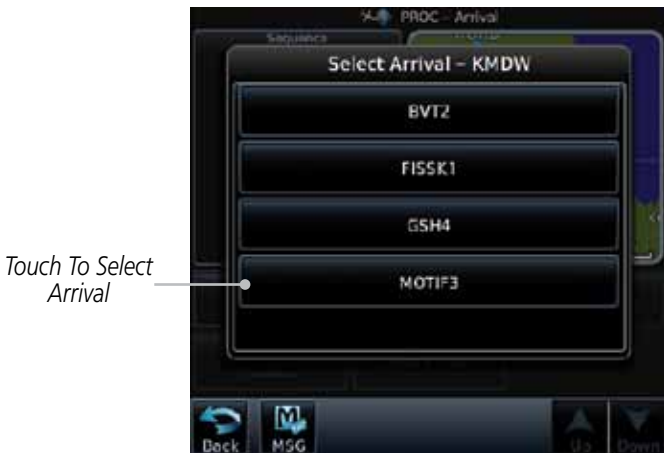 PROC - Arrival
Sequence
Select Arrival – KMDW
BVT2
FISSK1
GSH4
MOTIF3
Touch To Select
Arrival
Back
MSG
Up
Down